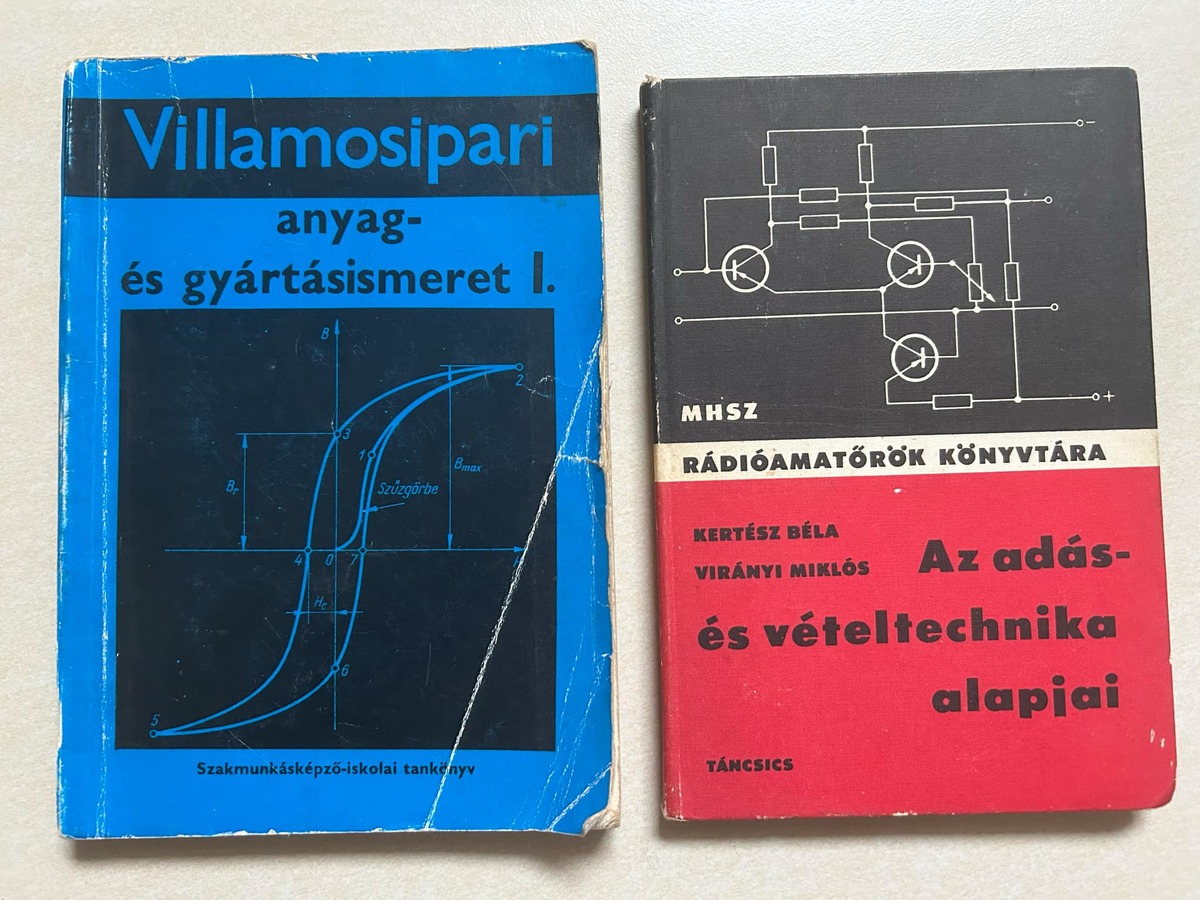 Villamosipari
anyag-
és gyártásismeret I.
B
2
3
1
Bmax
Br
Szűzgörbe
4
0
7
Hc
6
5
Szakmunkásképző-iskolai tankönyv
−
+
MHSZ
RÁDIÓAMATŐRÖK KÖNYVTÁRA
KERTÉSZ BÉLA
VIRÁNYI MIKLÓS
Az adás-
és vételtechnika
alapjai
TÁNCSICS